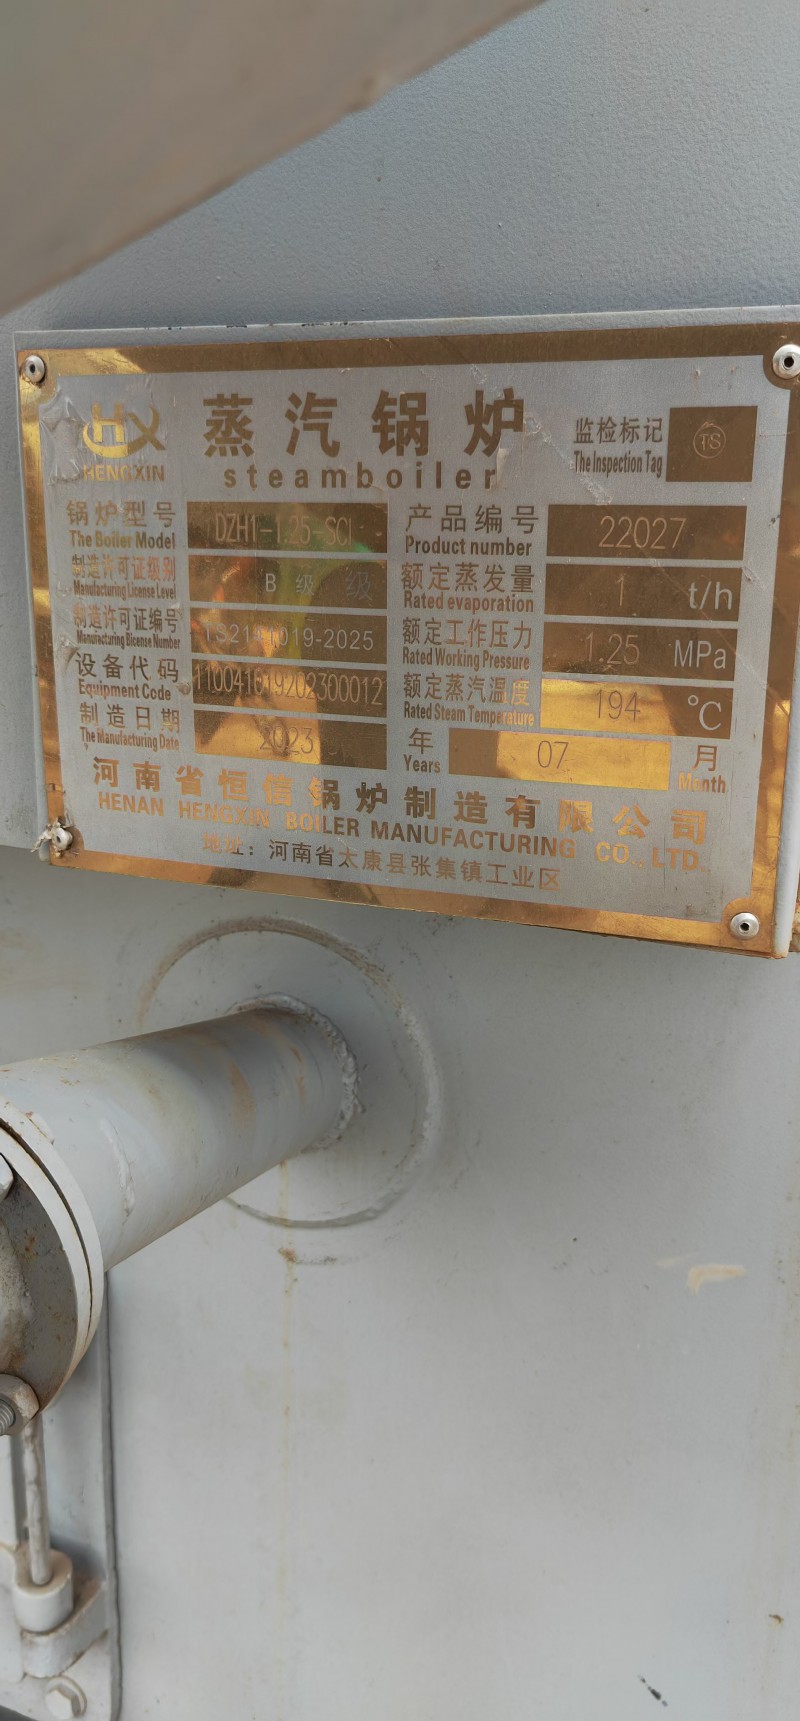 HX
HENGXIN
蒸汽锅炉
steamboiler
监检标记
The Inspection Tag
TS
锅炉型号
The Boiler Model
DZH1-1.25-SCI
产品编号
Product number
22027
制造许可证级别
Manufacturing License Level
B 级 级
额定蒸发量
Rated evaporation
1 t/h
制造许可证编号
Manufacturing Bicense Number
TS2141019-2025
额定工作压力
Rated Working Pressure
1.25 MPa
设备代码
Equipment Code
110041019202300012
额定蒸汽温度
Rated Steam Temperature
194 ℃
制造日期
The Manufacturing Date
2023
年
Years
07
月
Month
河南省恒信锅炉制造有限公司
HENAN HENGXIN BOILER MANUFACTURING CO.,LTD.
地址：河南省太康县张集镇工业区